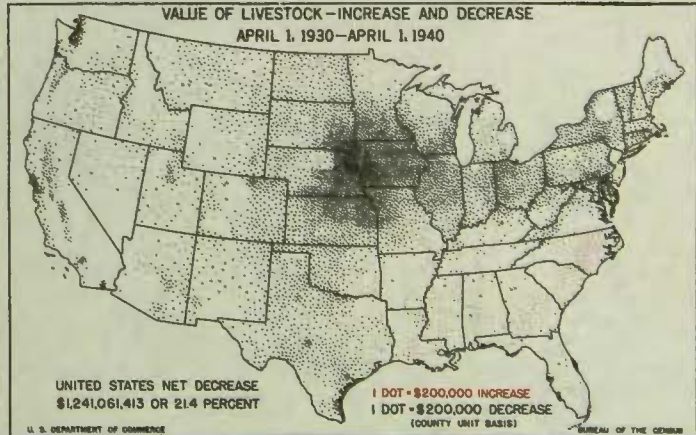 VALUE OF LIVESTOCK—INCREASE AND DECREASE
APRIL 1, 1930—APRIL 1, 1940
UNITED STATES NET DECREASE
$1,241,061,413 OR 21.4 PERCENT
1 DOT=$200,000 INCREASE
1 DOT=$200,000 DECREASE
(COUNTY UNIT BASIS)
U. S. DEPARTMENT OF COMMERCE
BUREAU OF THE CENSUS